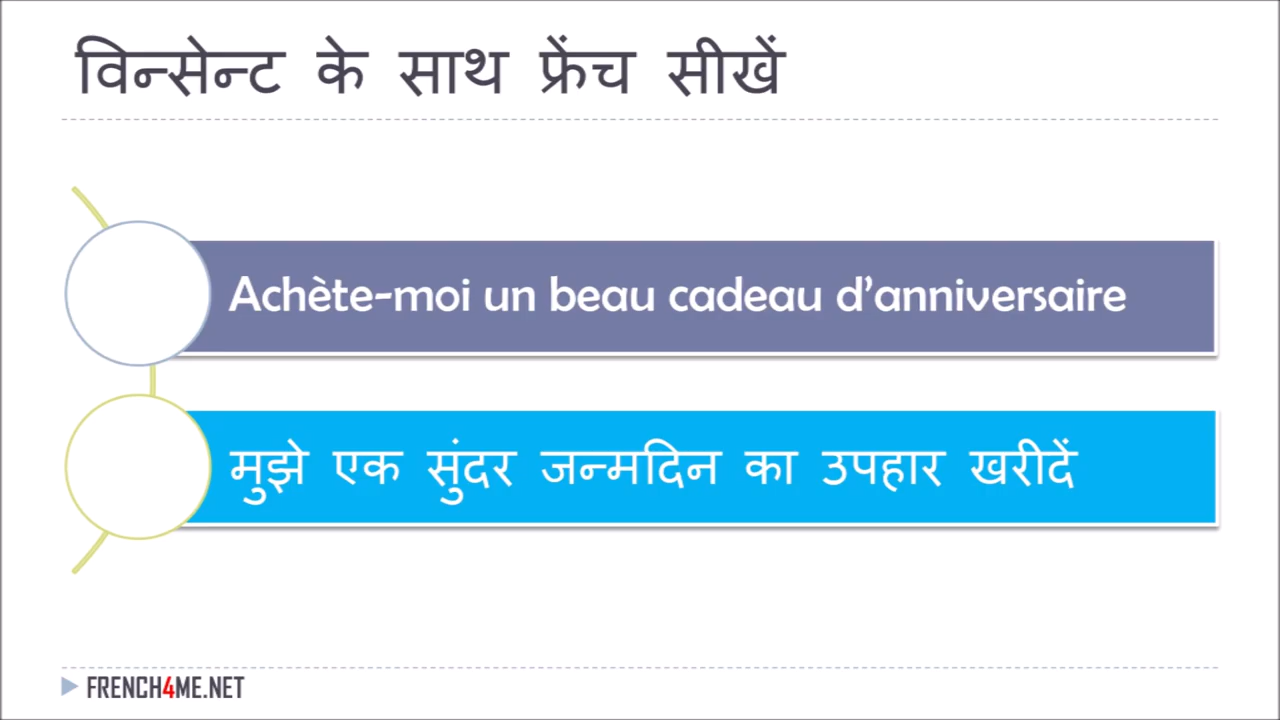 विन्सेन्ट के साथ फ्रेंच सीखें
Achète-moi un beau cadeau d’anniversaire
मुझे एक सुंदर जन्मदिन का उपहार खरीदें
FRENCH4ME.NET